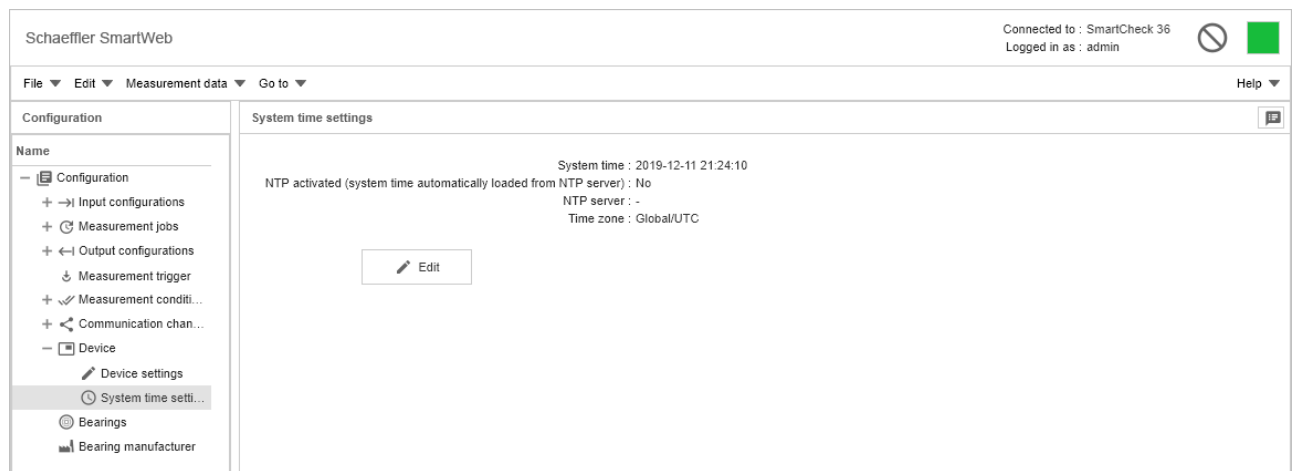 Schaeffler SmartWeb
Connected to : SmartCheck 36
Logged in as : admin
File Edit Measurement data Go to Help
Configuration
System time settings
Name
Configuration
Input configurations
Measurement jobs
Output configurations
Measurement trigger
Measurement conditi...
Communication chan...
Device
Device settings
System time setti...
Bearings
Bearing manufacturer
System time : 2019-12-11 21:24:10
NTP activated (system time automatically loaded from NTP server) : No
NTP server : -
Time zone : Global/UTC
Edit